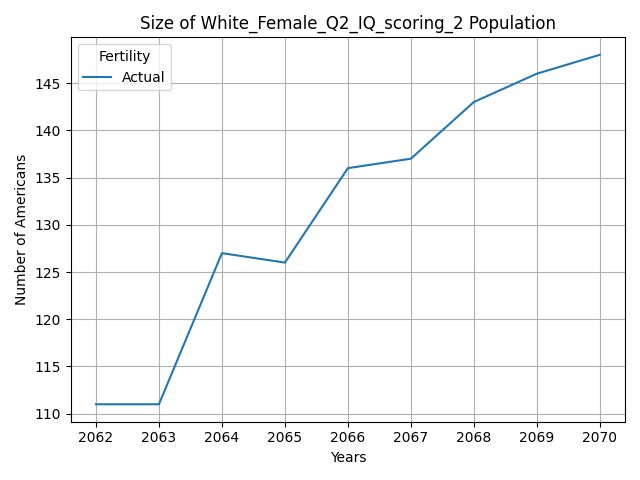 Size of White_Female_Q2_IQ_scoring_2 Population
Fertility
Actual
Number of Americans
145
140
135
130
125
120
115
110
2062 2063 2064 2065 2066 2067 2068 2069 2070
Years